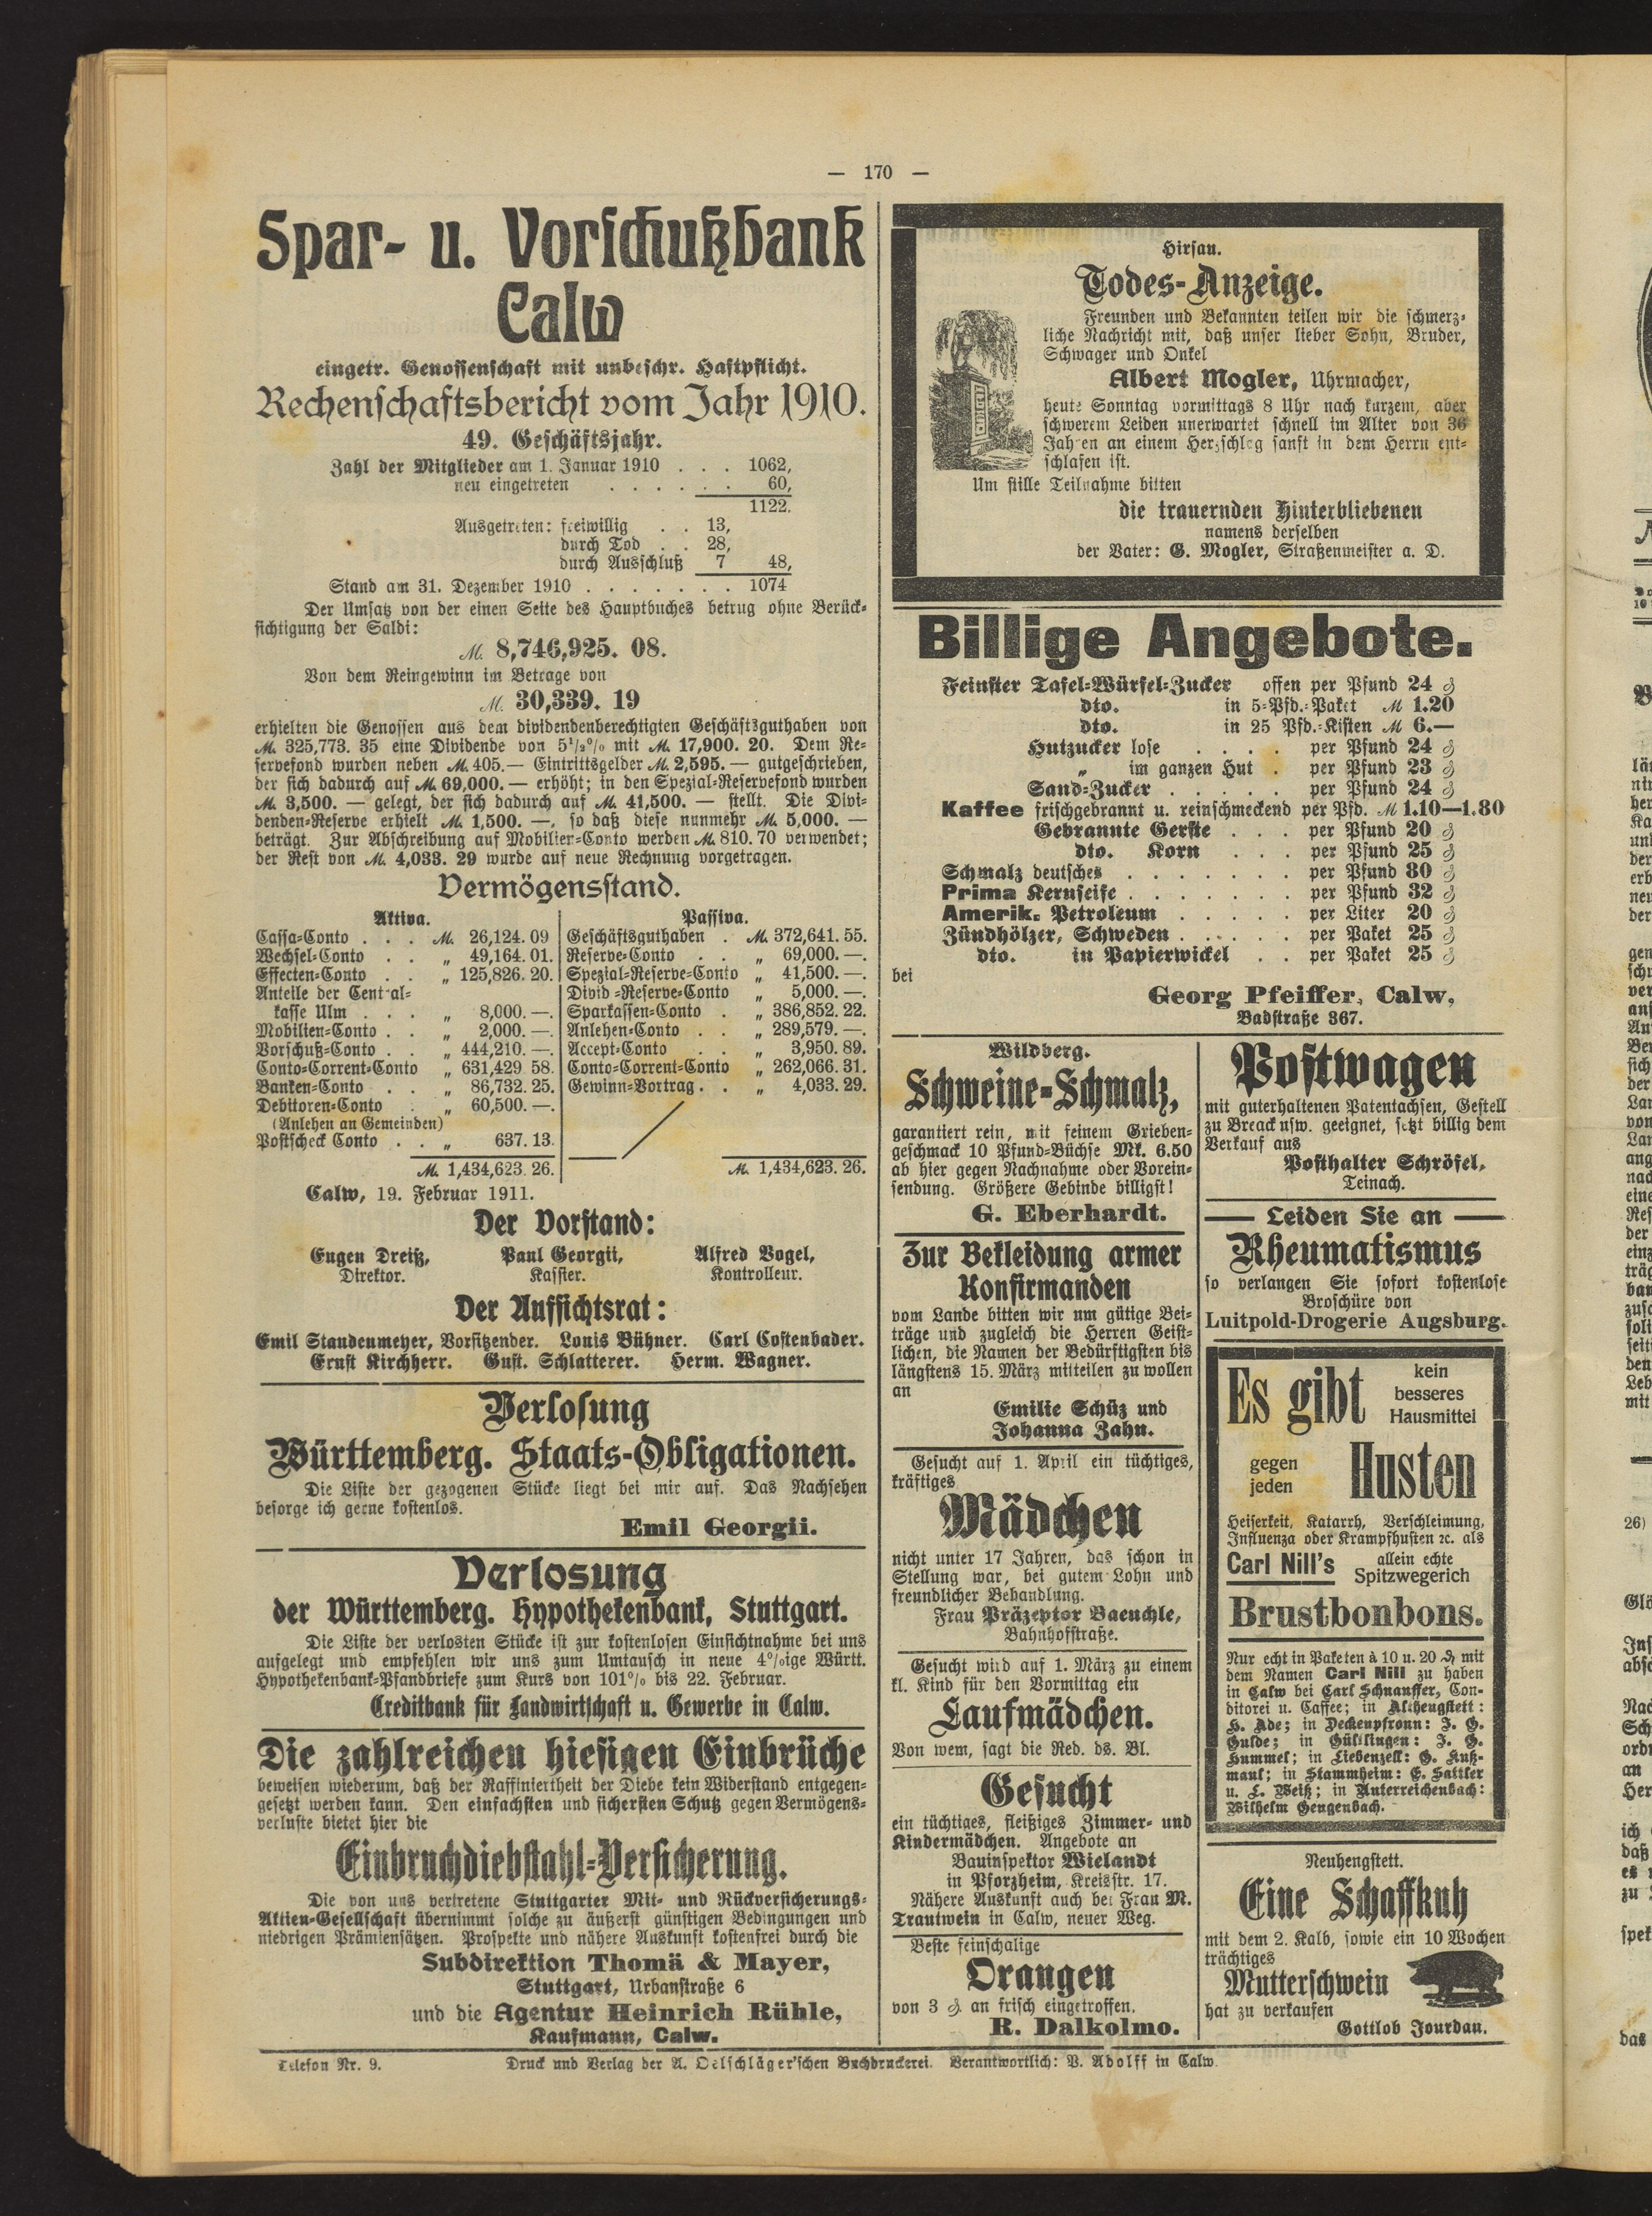 — 170 —
Spar- u. Vorschußbank
Calw
eingetr. Genossenschaft mit unbeschr. Haftpflicht.
Rechenschaftsbericht vom Jahr 1910.
49. Geschäftsjahr.
Zahl der Mitglieder am 1. Januar 1910 . . . 1062,
neu eingetreten . . . . . . 60,
1122.
Ausgetreten: freiwillig . . 13,
durch Tod . . 28,
durch Ausschluß 7 48,
Stand am 31. Dezember 1910 . . . . . . . 1074
Der Umsatz von der einen Seite des Hauptbuches betrug ohne Berück-
sichtigung der Saldi:
M. 8,746,925. 08.
Von dem Reingewinn im Betrage von
M. 30,339. 19
erhielten die Genossen aus dem dividendenberechtigten Geschäftsguthaben von
M. 325,773. 35 eine Dividende von 5½% mit M. 17,900. 20. Dem Re-
servefond wurden neben M. 405.— Eintrittsgelder M. 2,595. — gutgeschrieben,
der sich dadurch auf M. 69,000. — erhöht; in den Spezial-Reservefond wurden
M. 3,500. — gelegt, der sich dadurch auf M. 41,500. — stellt. Die Divi-
denden-Reserve erhielt M. 1,500. —, so daß diese nunmehr M. 5,000. —
beträgt. Zur Abschreibung auf Mobilier-Conto werden M. 810. 70 verwendet;
der Rest von M. 4,033. 29 wurde auf neue Rechnung vorgetragen.
Vermögensstand.
Aktiva.
Cassa-Conto . . . M. 26,124. 09
Wechsel-Conto . . „ 49,164. 01.
Effecten-Conto . . „ 125,826. 20.
Anteile der Central-
kasse Ulm . . . „ 8,000. —.
Mobilien-Conto . . „ 2,000. —.
Vorschuß-Conto . . „ 444,210. —.
Conto-Corrent-Conto „ 631,429. 58.
Banken-Conto . . „ 86,732. 25.
Debitoren-Conto . „ 60,500. —.
(Anlehen an Gemeinden)
Postscheck Conto . . „ 637. 13.
M. 1,434,623. 26.
Passiva.
Geschäftsguthaben . M. 372,641. 55.
Reserve-Conto . . „ 69,000. —.
Spezial-Reserve-Conto „ 41,500. —.
Divid.-Reserve-Conto „ 5,000. —.
Sparkassen-Conto . „ 386,852. 22.
Anlehen-Conto . . „ 289,579. —.
Accept-Conto . . „ 3,950. 89.
Conto-Corrent-Conto „ 262,066. 31.
Gewinn-Vortrag . . „ 4,033. 29.
M. 1,434,623. 26.
Calw, 19. Februar 1911.
Der Vorstand:
Eugen Dreiß, Paul Georgii, Alfred Vogel,
Direktor. Kassier. Kontrolleur.
Der Aufsichtsrat:
Emil Staudenmeyer, Vorsitzender. Louis Bühner. Carl Costenbader.
Ernst Kirchherr. Gust. Schlatterer. Herm. Wagner.
Verlosung
Württemberg. Staats-Obligationen.
Die Liste der gezogenen Stücke liegt bei mir auf. Das Nachsehen
besorge ich gerne kostenlos.
Emil Georgii.
Verlosung
der Württemberg. Hypothekenbank, Stuttgart.
Die Liste der verlosten Stücke ist zur kostenlosen Einsichtnahme bei uns
aufgelegt und empfehlen wir uns zum Umtausch in neue 4%ige Württ.
Hypothekenbank-Pfandbriefe zum Kurs von 101% bis 22. Februar.
Creditbank für Landwirtschaft u. Gewerbe in Calw.
Die zahlreichen hiesigen Einbrüche
beweisen wiederum, daß der Raffiniertheit der Diebe kein Widerstand entgegen-
gesetzt werden kann. Den einfachsten und sichersten Schutz gegen Vermögens-
verluste bietet hier die
Einbruchdiebstahl-Versicherung.
Die von uns vertretene Stuttgarter Mit- und Rückversicherungs-
Aktien-Gesellschaft übernimmt solche zu äußerst günstigen Bedingungen und
niedrigen Prämiensätzen. Prospekte und nähere Auskunft kostenfrei durch die
Subdirektion Thomä & Mayer,
Stuttgart, Urbanstraße 6
und die Agentur Heinrich Rühle,
Kaufmann, Calw.
Hirsau.
Todes-Anzeige.
Freunden und Bekannten teilen wir die schmerz-
liche Nachricht mit, daß unser lieber Sohn, Bruder,
Schwager und Onkel
Albert Mogler, Uhrmacher,
heute Sonntag vormittags 8 Uhr nach kurzem, aber
schwerem Leiden unerwartet schnell im Alter von 36
Jahren an einem Herzschlag sanft in dem Herrn ent-
schlafen ist.
Um stille Teilnahme bitten
die trauernden Hinterbliebenen
namens derselben
der Vater: G. Mogler, Straßenmeister a. D.
Billige Angebote.
Feinster Tafel-Würfel-Zucker offen per Pfund 24 ₰
dto. in 5-Pfd.-Paket M 1.20
dto. in 25 Pfd.-Kisten M 6.—
Hutzucker lose . . . . per Pfund 24 ₰
„ im ganzen Hut . per Pfund 23 ₰
Sand-Zucker . . . . . per Pfund 24 ₰
Kaffee frischgebrannt u. reinschmeckend per Pfd. M 1.10—1.80
Gebrannte Gerste . . . per Pfund 20 ₰
dto. Korn . . . per Pfund 25 ₰
Schmalz deutsches . . . . . . . per Pfund 80 ₰
Prima Kernseife . . . . . . . per Pfund 32 ₰
Amerik. Petroleum . . . . . per Liter 20 ₰
Zündhölzer, Schweden . . . . . per Paket 25 ₰
dto. in Papierwickel . . per Paket 25 ₰
bei
Georg Pfeiffer, Calw,
Badstraße 367.
Wildberg.
Schweine-Schmalz,
garantiert rein, mit feinem Grieben-
geschmack 10 Pfund-Büchse Mk. 6.50
ab hier gegen Nachnahme oder Vorein-
sendung. Größere Gebinde billigst!
G. Eberhardt.
Zur Bekleidung armer
Konfirmanden
vom Lande bitten wir um gütige Bei-
träge und zugleich die Herren Geist-
lichen, die Namen der Bedürftigsten bis
längstens 15. März mitteilen zu wollen
an
Emilie Schüz und
Johanna Zahn.
Gesucht auf 1. April ein tüchtiges,
kräftiges
Mädchen
nicht unter 17 Jahren, das schon in
Stellung war, bei gutem Lohn und
freundlicher Behandlung.
Frau Präzeptor Baeuchle,
Bahnhofstraße.
Gesucht wird auf 1. März zu einem
kl. Kind für den Vormittag ein
Laufmädchen.
Von wem, sagt die Red. ds. Bl.
Gesucht
ein tüchtiges, fleißiges Zimmer- und
Kindermädchen. Angebote an
Bauinspektor Wielandt
in Pforzheim, Kreisstr. 17.
Nähere Auskunft auch bei Frau M.
Trautwein in Calw, neuer Weg.
Beste feinschalige
Orangen
von 3 ₰ an frisch eingetroffen.
R. Dalkolmo.
Postwagen
mit guterhaltenen Patentachsen, Gestell
zu Breack usw. geeignet, setzt billig dem
Verkauf aus
Posthalter Schröfel,
Teinach.
Leiden Sie an
Rheumatismus
so verlangen Sie sofort kostenlose
Broschüre von
Luitpold-Drogerie Augsburg.
Es gibt kein
besseres
Hausmittel
gegen
jeden Husten
Heiserkeit, Katarrh, Verschleimung,
Influenza oder Krampfhusten ꝛc. als
Carl Nill's allein echte
Spitzwegerich
Brustbonbons.
Nur echt in Paketen à 10 u. 20 ₰ mit
dem Namen Carl Nill zu haben
in Calw bei Carl Schnauffer, Con-
ditorei u. Caffee; in Althengstett:
H. Ade; in Deckenpfronn: J. G.
Gulde; in Gültlingen: J. G.
Hummel; in Liebenzell: G. Kuß-
maul; in Stammheim: E. Sattler
u. L. Weiß; in Unterreichenbach:
Wilhelm Gengenbach.
Neuhengstett.
Eine Schaffkuh
mit dem 2. Kalb, sowie ein 10 Wochen
trächtiges
Mutterschwein
hat zu verkaufen
Gottlob Jourdan.
Telefon Nr. 9. Druck und Verlag der A. Oelschläger'schen Buchdruckerei. Verantwortlich: P. Adolff in Calw.